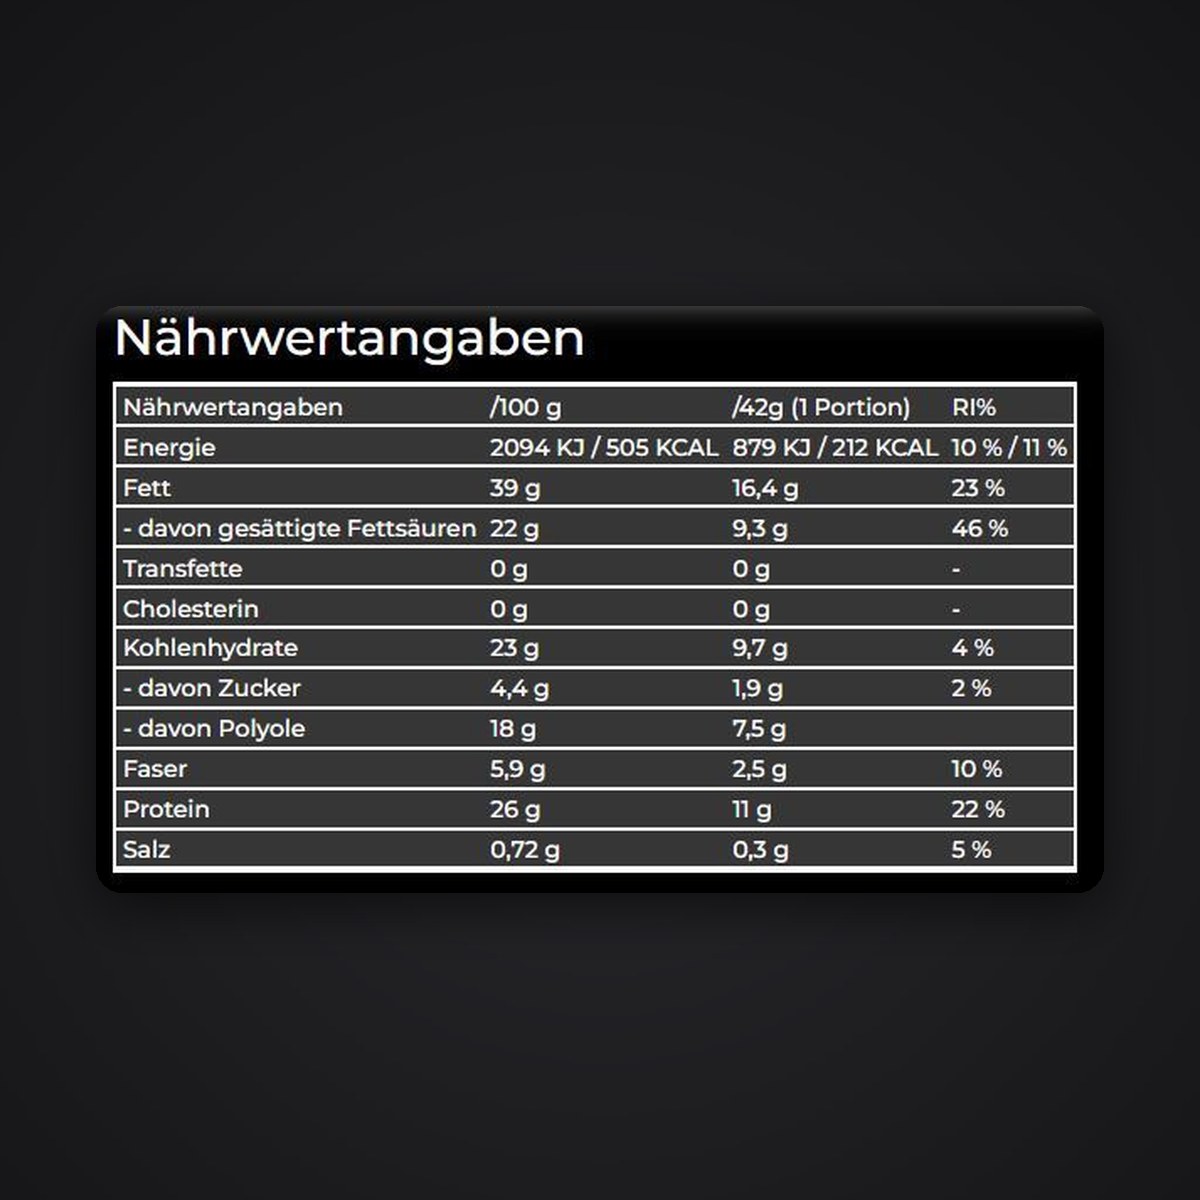 Nährwertangaben
Nährwertangaben /100 g /42g (1 Portion) RI%
Energie 2094 KJ / 505 KCAL 879 KJ / 212 KCAL 10 % / 11 %
Fett 39 g 16,4 g 23 %
- davon gesättigte Fettsäuren 22 g 9,3 g 46 %
Transfette 0 g 0 g -
Cholesterin 0 g 0 g -
Kohlenhydrate 23 g 9,7 g 4 %
- davon Zucker 4,4 g 1,9 g 2 %
- davon Polyole 18 g 7,5 g
Faser 5,9 g 2,5 g 10 %
Protein 26 g 11 g 22 %
Salz 0,72 g 0,3 g 5 %